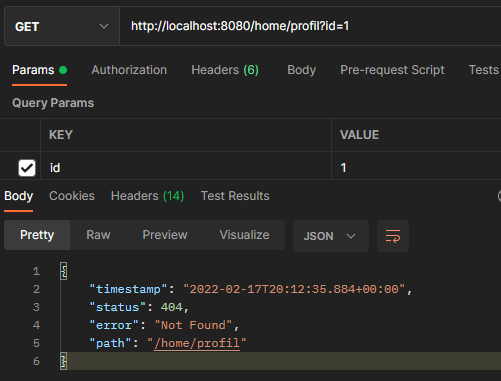 GET http://localhost:8080/home/profil?id=1
Params Authorization Headers (6) Body Pre-request Script Tests
Query Params
KEY VALUE
id 1
Body Cookies Headers (14) Test Results
Pretty Raw Preview Visualize JSON
1 {
2 "timestamp": "2022-02-17T20:12:35.884+00:00",
3 "status": 404,
4 "error": "Not Found",
5 "path": "/home/profil"
6 }